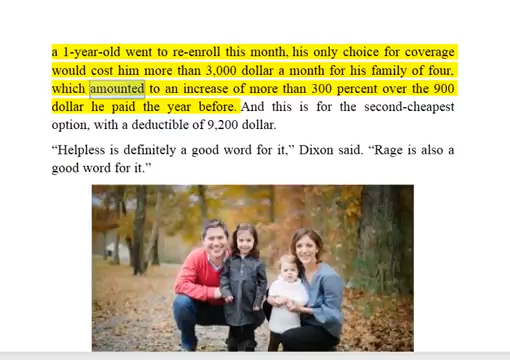 a 1-year-old went to re-enroll this month, his only choice for coverage
would cost him more than 3,000 dollar a month for his family of four,
which amounted to an increase of more than 300 percent over the 900
dollar he paid the year before. And this is for the second-cheapest
option, with a deductible of 9,200 dollar.
“Helpless is definitely a good word for it,” Dixon said. “Rage is also a
good word for it.”